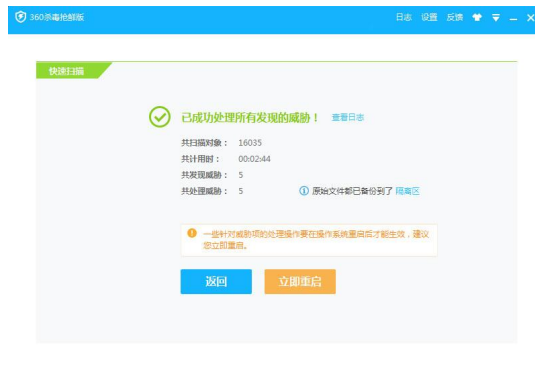 360杀毒抢鲜版
日志 设置 反馈
快速扫描
已成功处理所有发现的威胁！ 查看日志
共扫描对象： 16035
共计用时： 00:02:44
共发现威胁： 5
共处理威胁： 5 原始文件都已备份到了 隔离区
一些针对威胁项的处理操作要在操作系统重启后才能生效，建议
您立即重启。
返回 立即重启